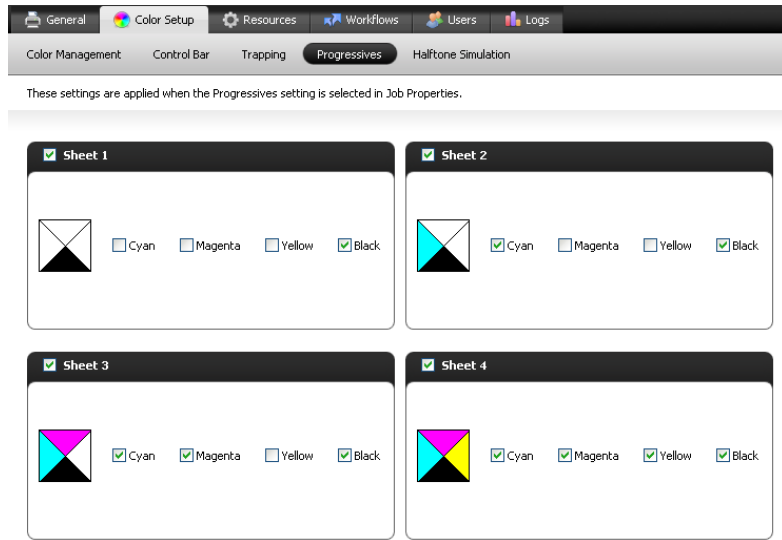 General Color Setup Resources Workflows Users Logs
Color Management Control Bar Trapping Progressives Halftone Simulation
These settings are applied when the Progressives setting is selected in Job Properties.
Sheet 1 Sheet 2
Cyan Magenta Yellow Black Cyan Magenta Yellow Black
Sheet 3 Sheet 4
Cyan Magenta Yellow Black Cyan Magenta Yellow Black